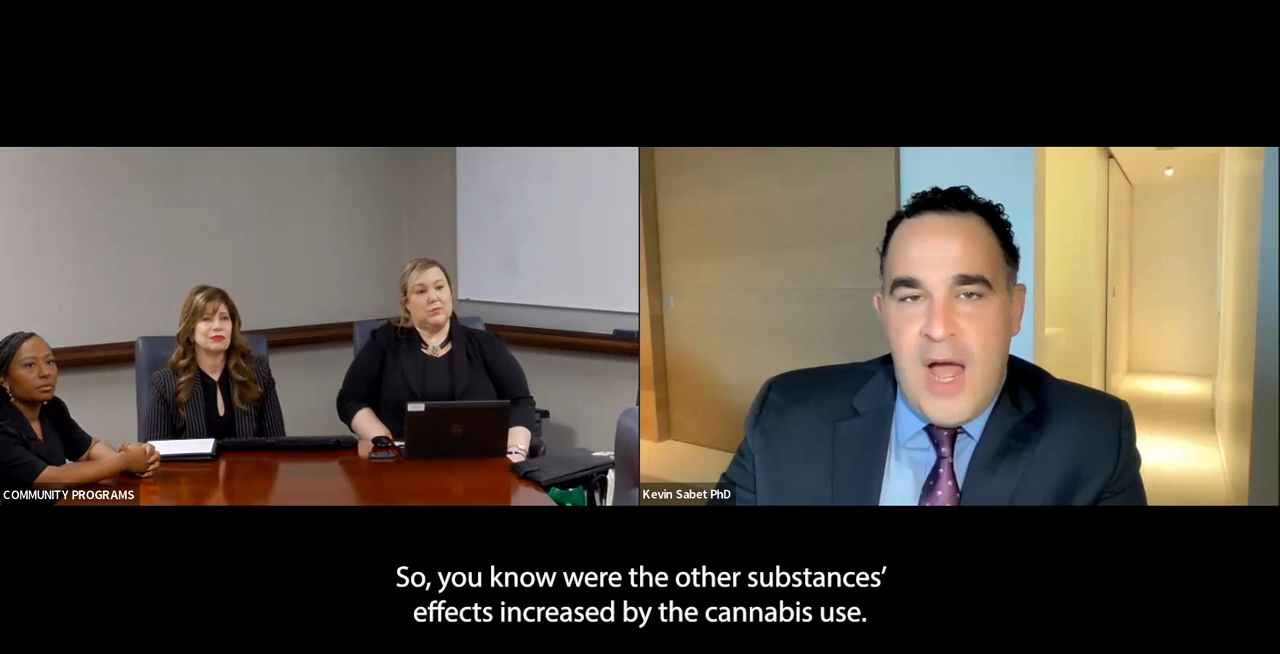 COMMUNITY PROGRAMS
Kevin Sabet PhD
So, you know were the other substances’
effects increased by the cannabis use.